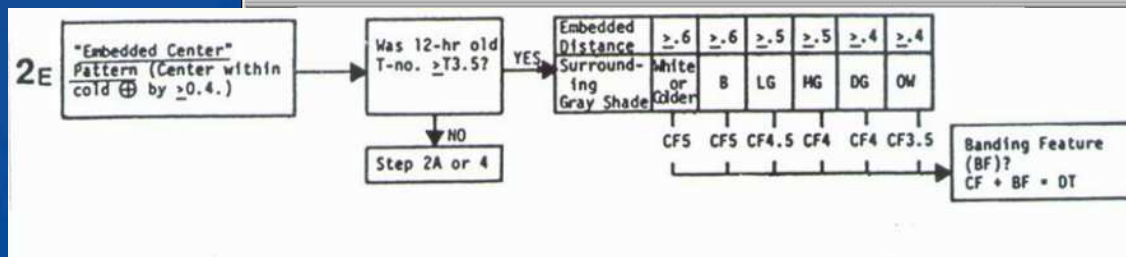 2E
"Embedded Center"
Pattern (Center within
cold ⊕ by ≥0.4.)
Was 12-hr old
T-no. ≥T3.5?
YES
NO
Step 2A or 4
Embedded
Distance ≥.6 ≥.6 ≥.5 ≥.5 ≥.4 ≥.4
Surround-
ing
Gray Shade
White
or
Colder
B LG MG DG OW
CF5 CF5 CF4.5 CF4 CF4 CF3.5
Banding Feature
(BF)?
CF + BF = DT